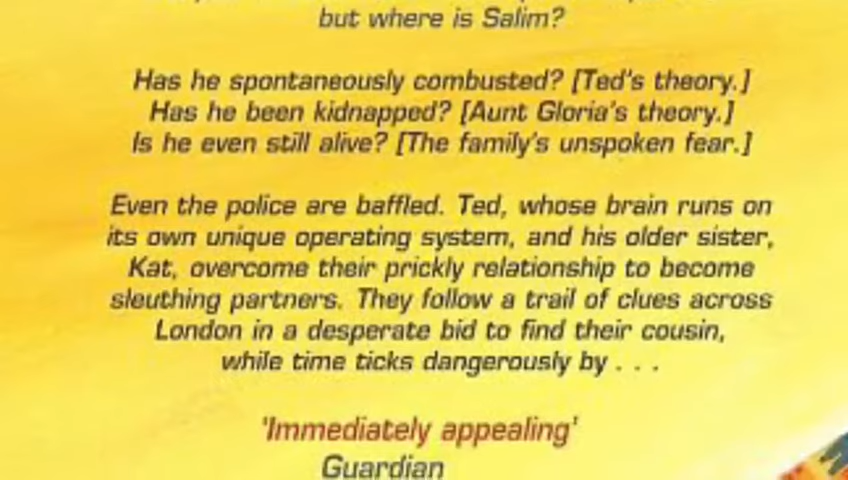 but where is Salim?
Has he spontaneously combusted? [Ted's theory.]
Has he been kidnapped? [Aunt Gloria's theory.]
Is he even still alive? [The family's unspoken fear.]
Even the police are baffled. Ted, whose brain runs on
its own unique operating system, and his older sister,
Kat, overcome their prickly relationship to become
sleuthing partners. They follow a trail of clues across
London in a desperate bid to find their cousin,
while time ticks dangerously by . . .
'Immediately appealing'
Guardian